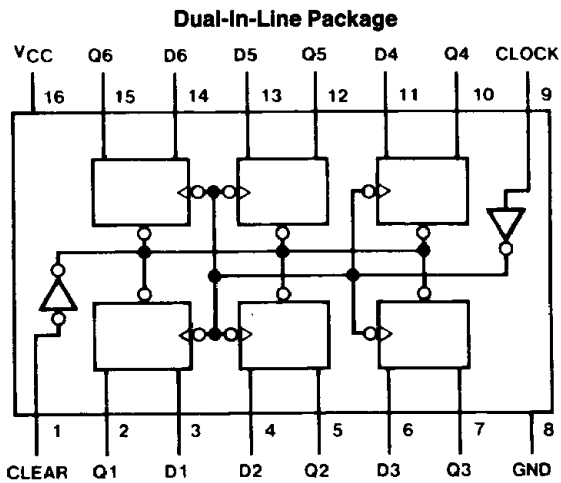 Dual-In-Line Package
VCC Q6 D6 D5 Q5 D4 Q4 CLOCK
16 15 14 13 12 11 10 9
1 2 3 4 5 6 7 8
CLEAR Q1 D1 D2 Q2 D3 Q3 GND